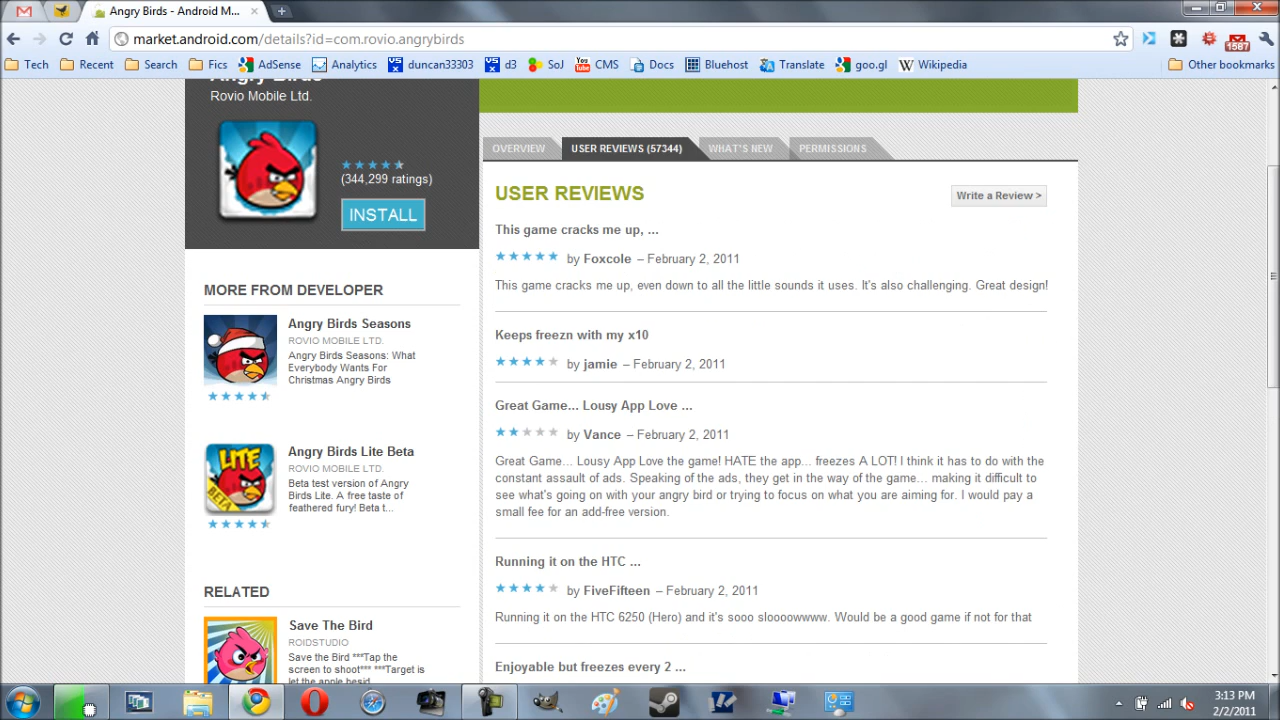 Angry Birds - Android M...
market.android.com/details?id=com.rovio.angrybirds
1587
Tech
Recent
Search
Fics
AdSense
Analytics
duncan33303
d3
SoJ
CMS
Docs
Bluehost
Translate
goo.gl
Wikipedia
Other bookmarks
Angry Birds
Rovio Mobile Ltd.
(344,299 ratings)
INSTALL
MORE FROM DEVELOPER
Angry Birds Seasons
ROVIO MOBILE LTD.
Angry Birds Seasons: What
Everybody Wants For
Christmas Angry Birds
LITE
BETA
Angry Birds Lite Beta
ROVIO MOBILE LTD.
Beta test version of Angry
Birds Lite. A free taste of
feathered fury! Beta t...
RELATED
Save The Bird
ROIDSTUDIO
Save the Bird ***Tap the
screen to shoot*** ***Target is
let the apple besid
OVERVIEW
USER REVIEWS (57344)
WHAT'S NEW
PERMISSIONS
USER REVIEWS
Write a Review >
This game cracks me up, ...
by Foxcole – February 2, 2011
This game cracks me up, even down to all the little sounds it uses. It's also challenging. Great design!
Keeps freezn with my x10
by jamie – February 2, 2011
Great Game... Lousy App Love ...
by Vance – February 2, 2011
Great Game... Lousy App Love the game! HATE the app... freezes A LOT! I think it has to do with the
constant assault of ads. Speaking of the ads, they get in the way of the game... making it difficult to
see what's going on with your angry bird or trying to focus on what you are aiming for. I would pay a
small fee for an add-free version.
Running it on the HTC ...
by FiveFifteen – February 2, 2011
Running it on the HTC 6250 (Hero) and it's sooo sloooowwww. Would be a good game if not for that
Enjoyable but freezes every 2 ...
3:13 PM
2/2/2011